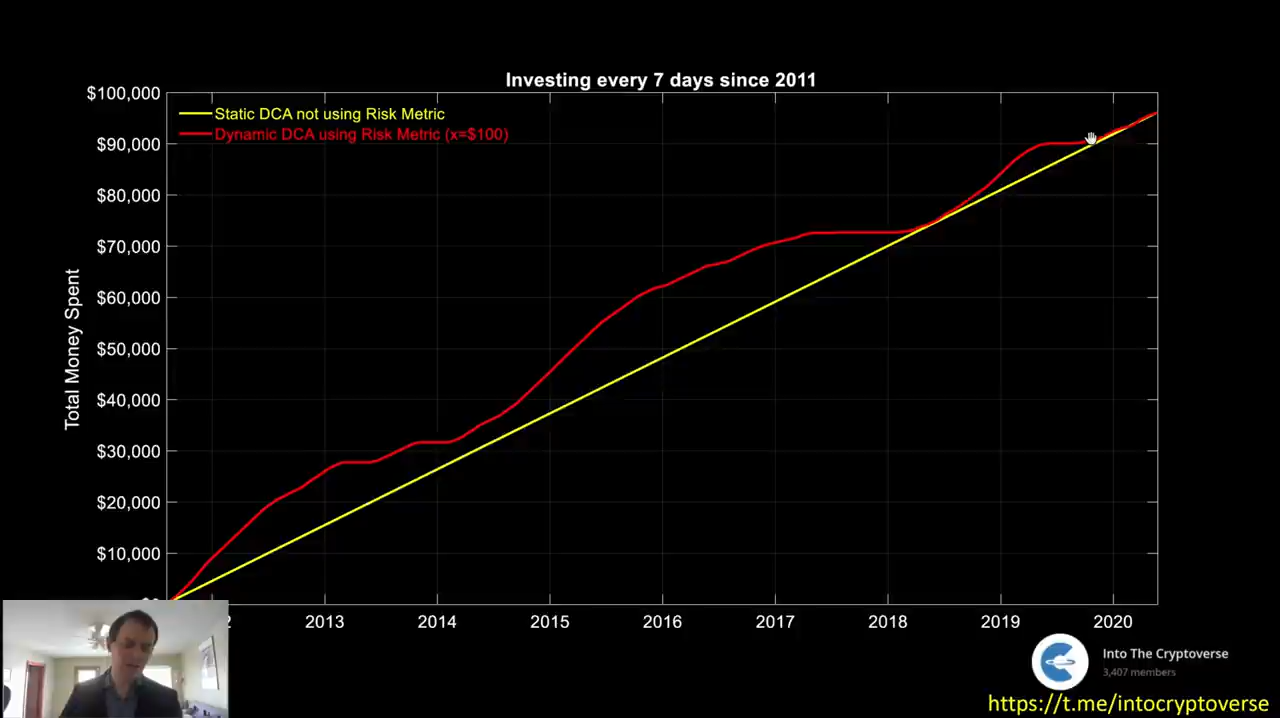 Investing every 7 days since 2011
$100,000
Static DCA not using Risk Metric
Dynamic DCA using Risk Metric (x=$100)
$90,000
$80,000
$70,000
$60,000
$50,000
$40,000
$30,000
$20,000
$10,000
Total Money Spent
2013
2014
2015
2016
2017
2018
2019
2020
Into The Cryptoverse
3,407 members
https://t.me/intocryptoverse